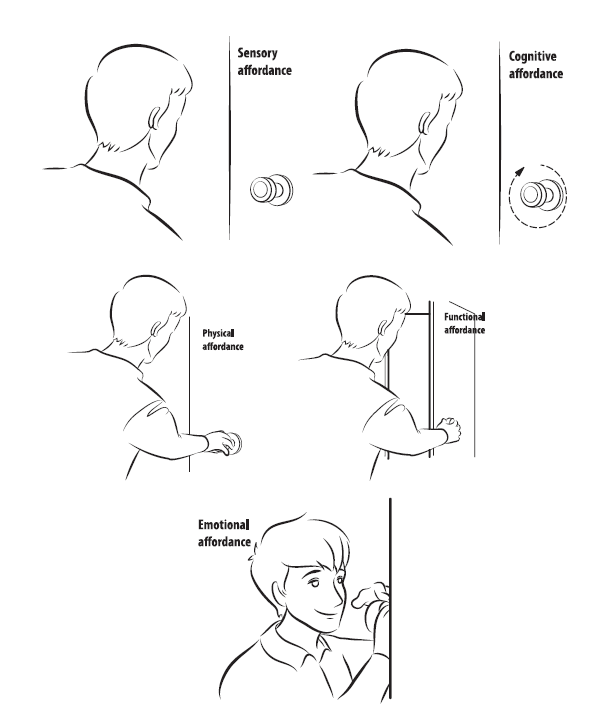 Sensory
affordance
Cognitive
affordance
Physical
affordance
Functional
affordance
Emotional
affordance